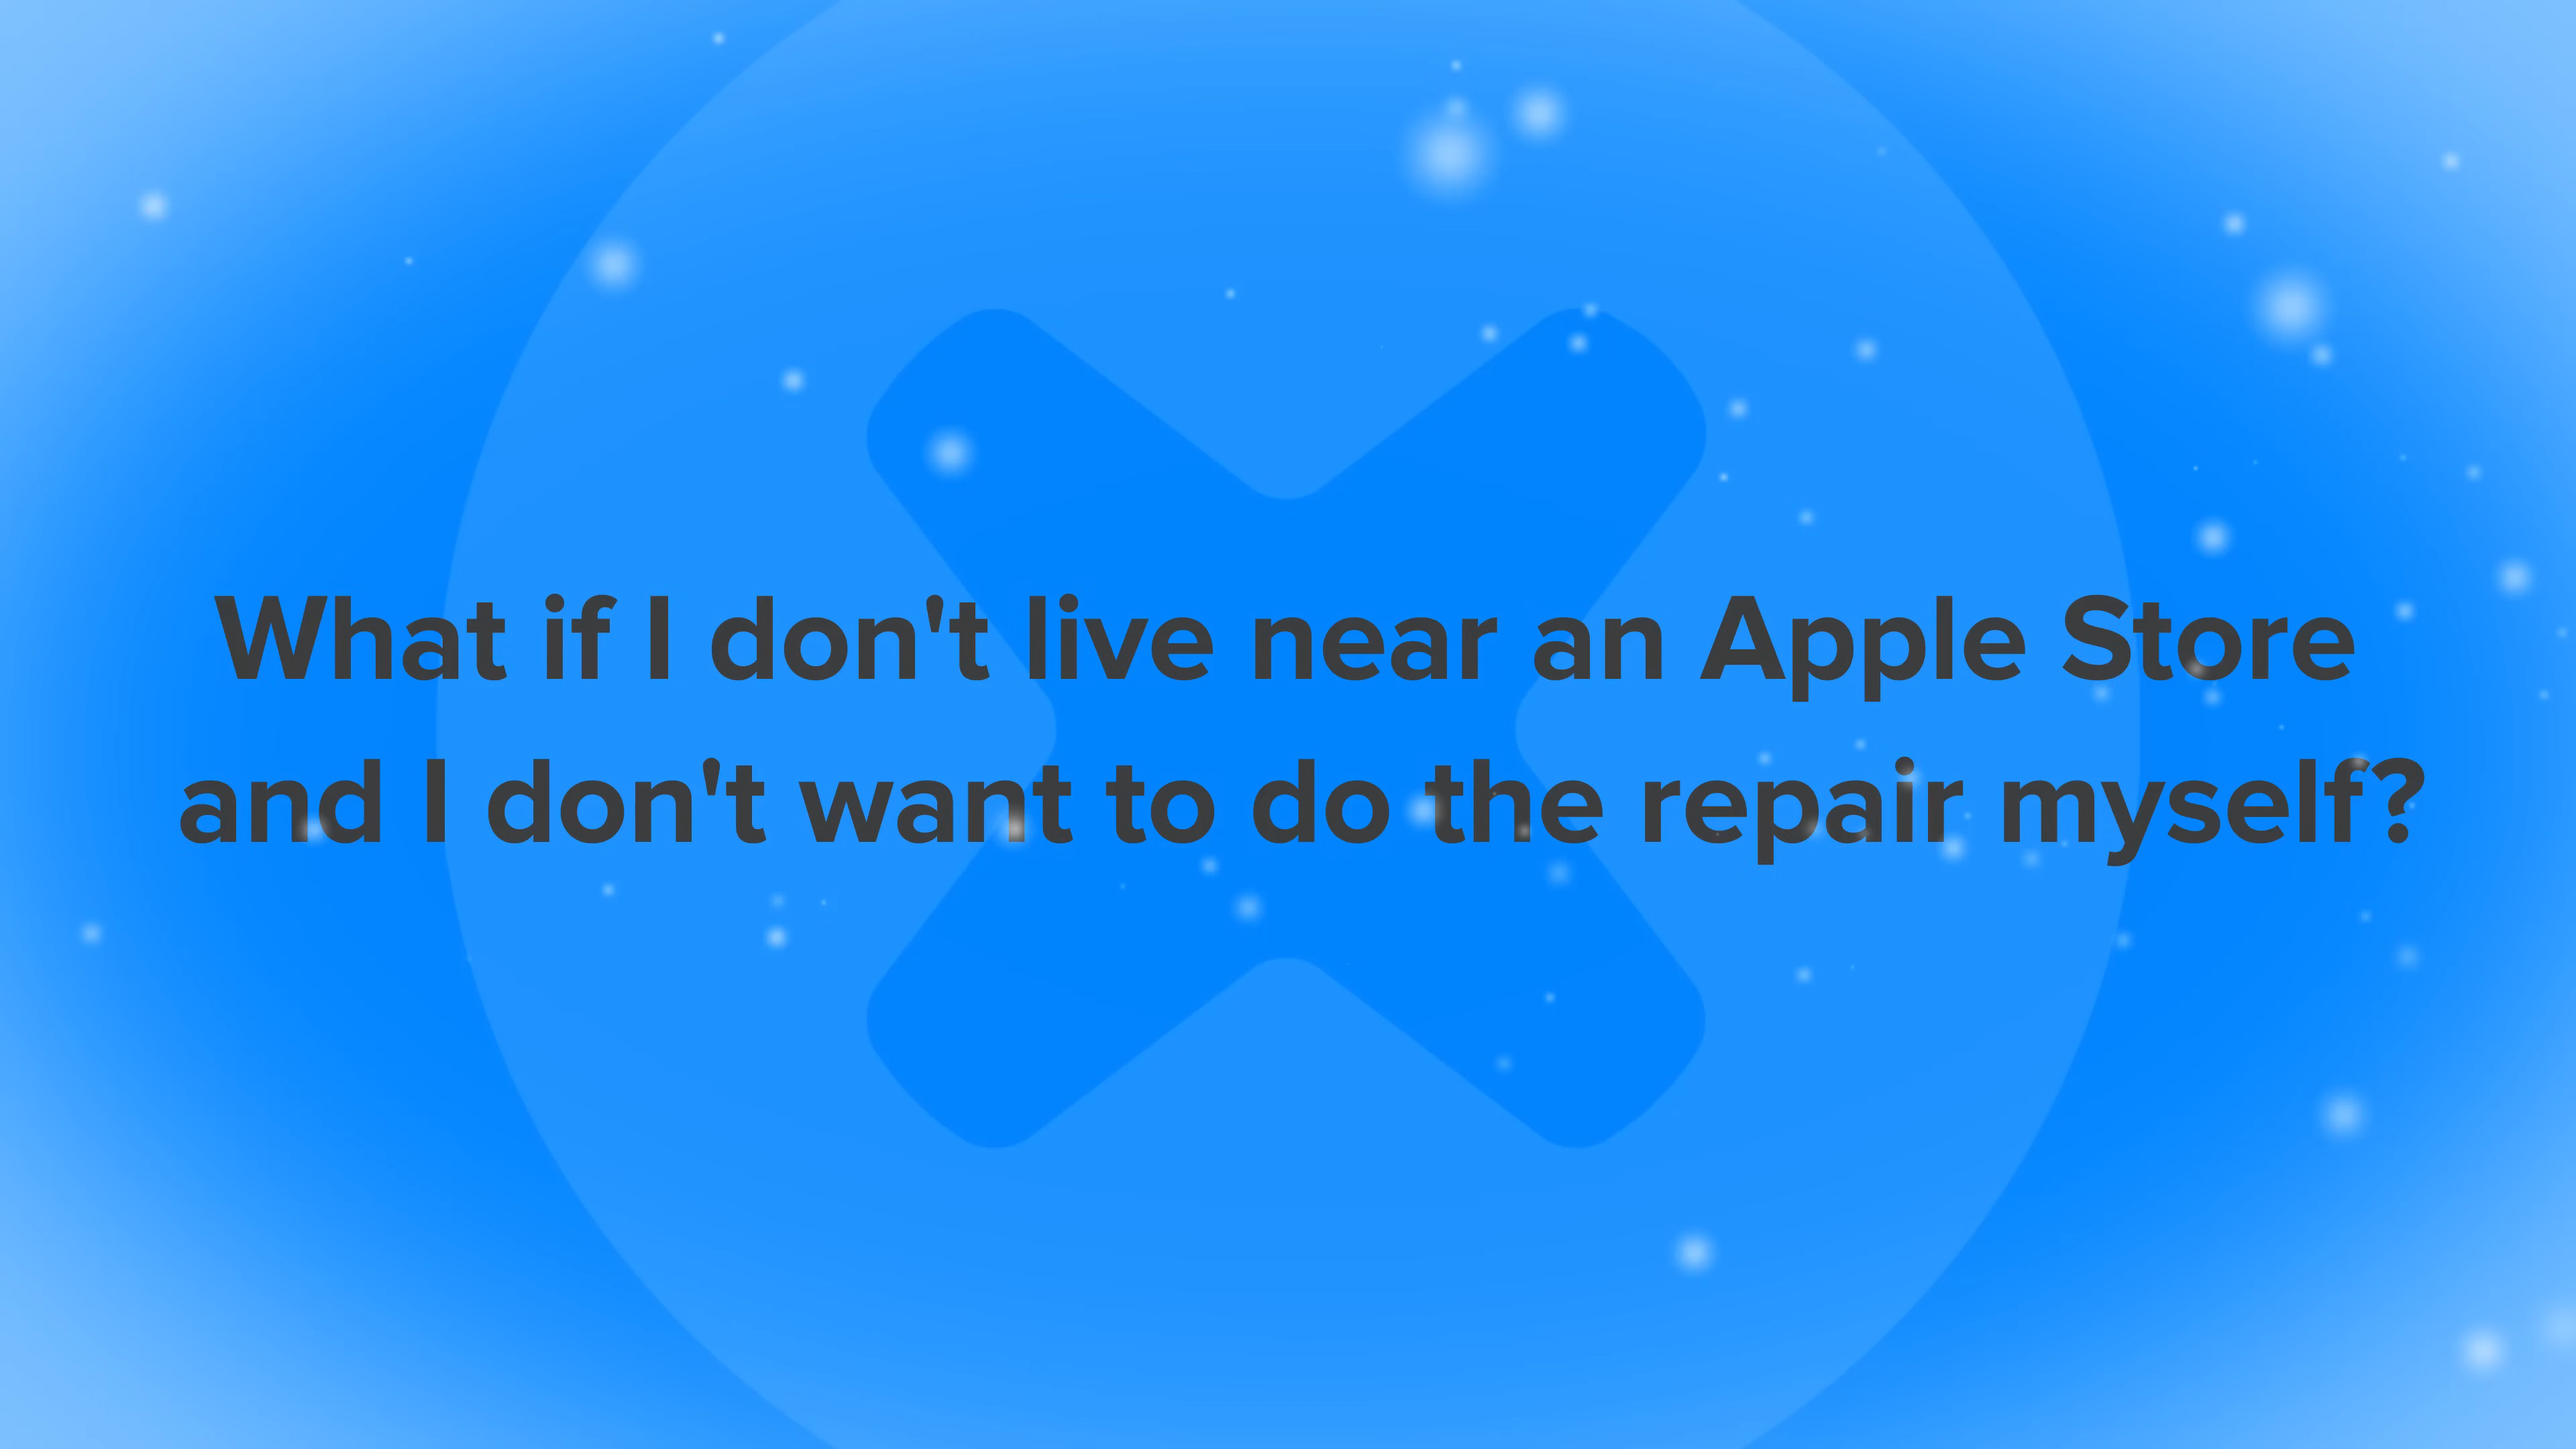 What if I don't live near an Apple Store
and I don't want to do the repair myself?